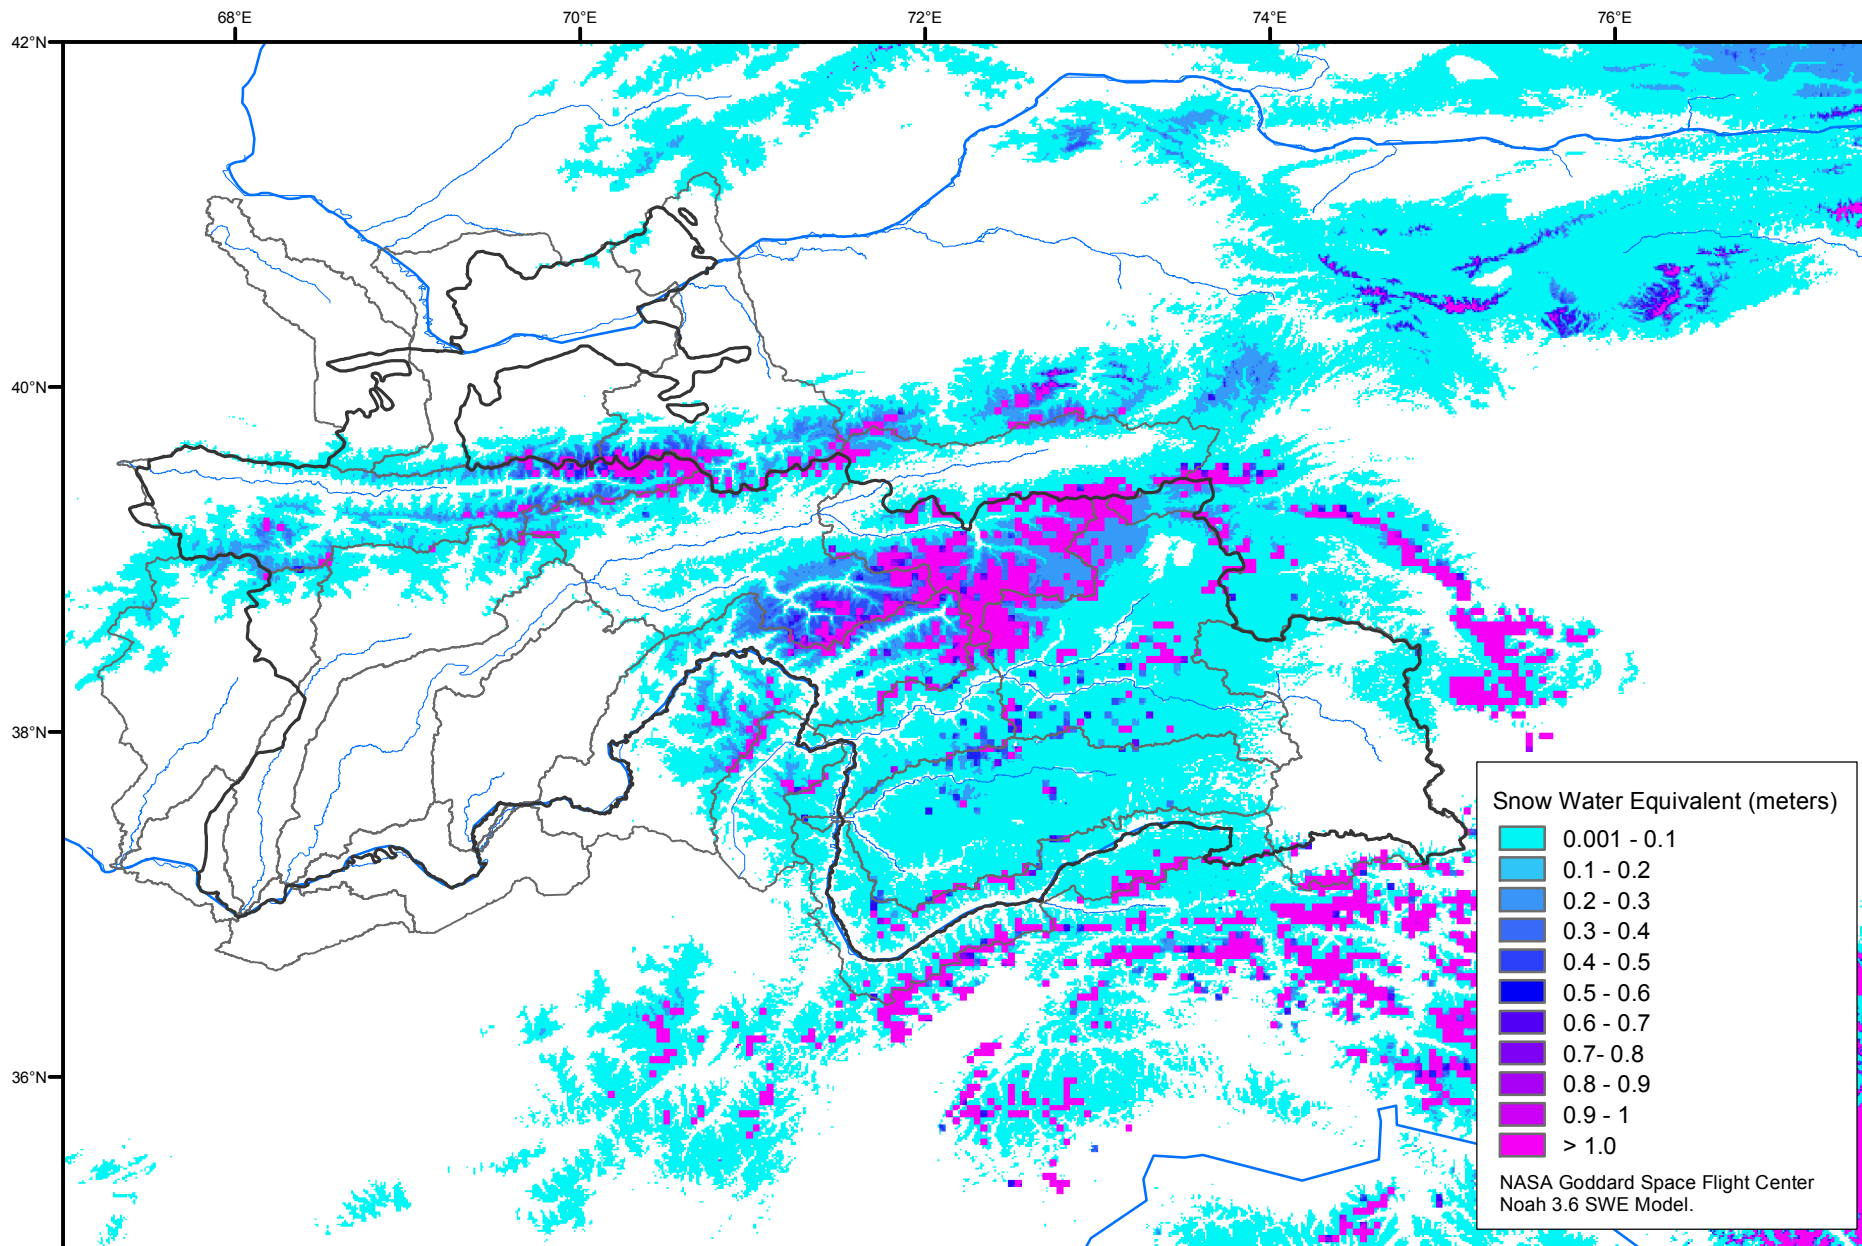 68°E
70°E
72°E
74°E
76°E
42°N
40°N
38°N
36°N
Snow Water Equivalent (meters)
0.001 - 0.1
0.1 - 0.2
0.2 - 0.3
0.3 - 0.4
0.4 - 0.5
0.5 - 0.6
0.6 - 0.7
0.7- 0.8
0.8 - 0.9
0.9 - 1
> 1.0
NASA Goddard Space Flight Center
Noah 3.6 SWE Model.